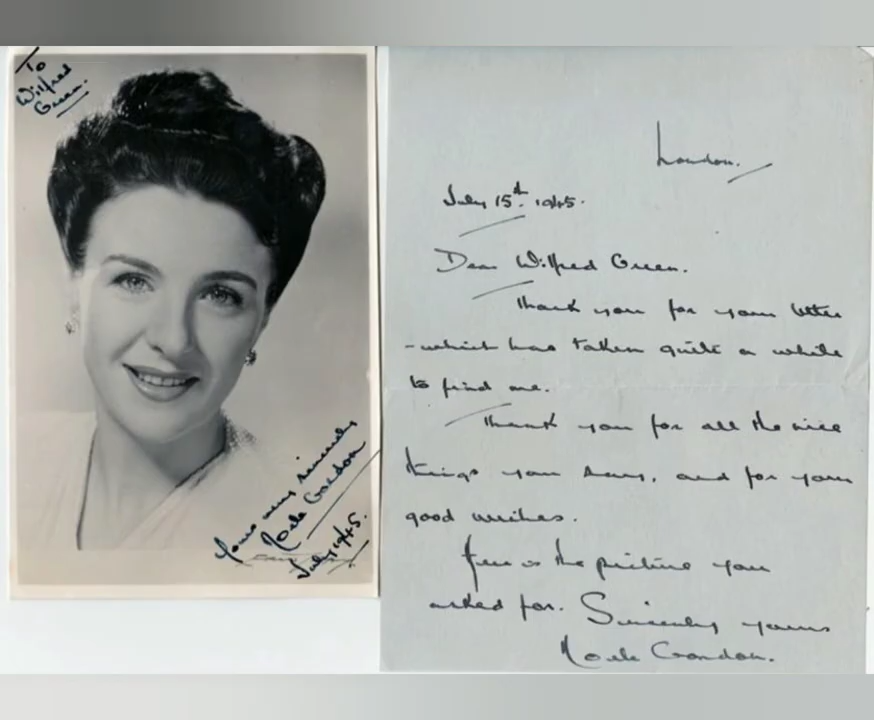 To
Wilfred
Green.
Yours very sincerely
Noele Gordon
July 1945.
London.
July 15th. 1945.
Dear Wilfred Green.
Thank you for your letter
- which has taken quite a while
to find me.
Thank you for all the nice
things you say, and for your
good wishes.
Here is the picture you
asked for. Sincerely yours
Noele Gordon.